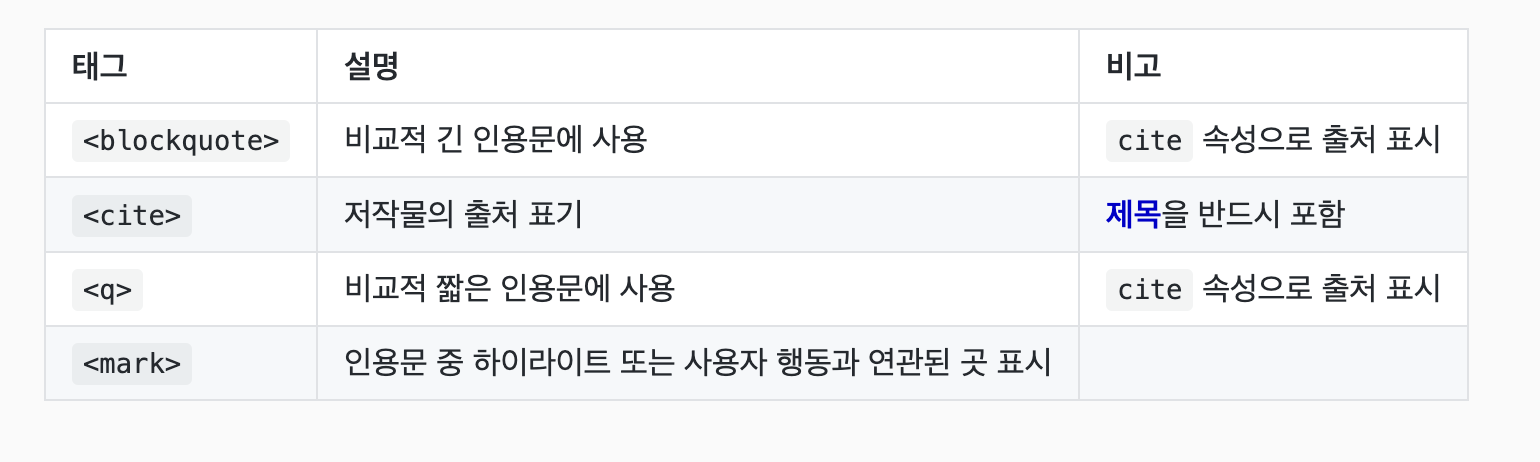 태그 설명 비고
<blockquote> 비교적 긴 인용문에 사용 cite 속성으로 출처 표시
<cite> 저작물의 출처 표기 제목을 반드시 포함
<q> 비교적 짧은 인용문에 사용 cite 속성으로 출처 표시
<mark> 인용문 중 하이라이트 또는 사용자 행동과 연관된 곳 표시